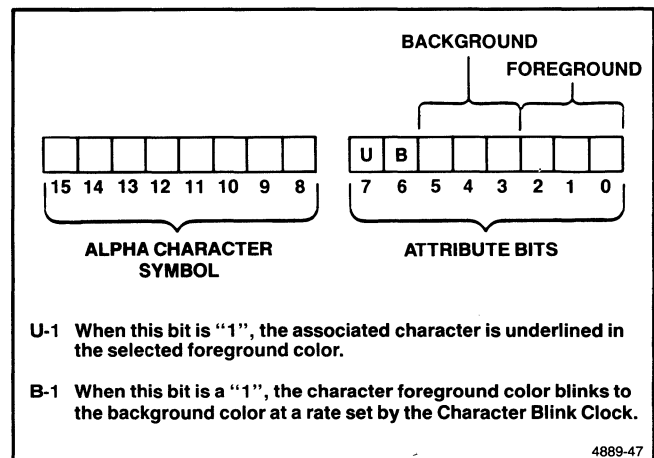 BACKGROUND
FOREGROUND
U B
15 14 13 12 11 10 9 8 7 6 5 4 3 2 1 0
ALPHA CHARACTER
SYMBOL
ATTRIBUTE BITS
U-1 When this bit is "1", the associated character is underlined in
the selected foreground color.
B-1 When this bit is a "1", the character foreground color blinks to
the background color at a rate set by the Character Blink Clock.
4889-47